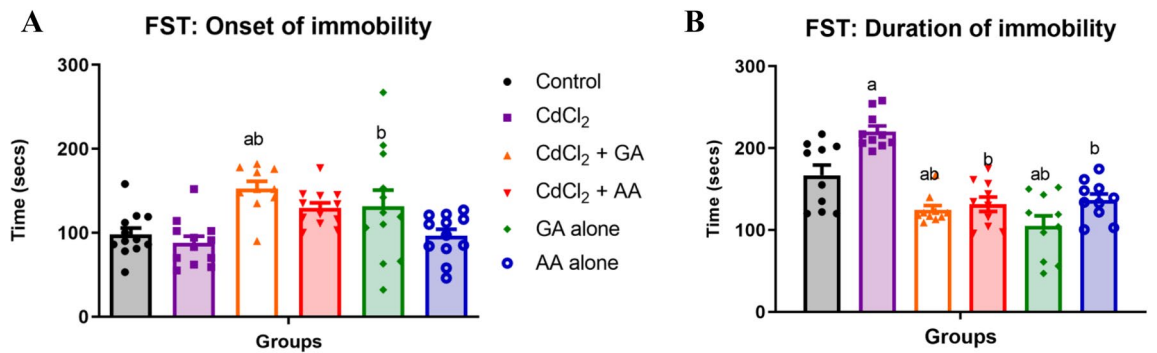 A
FST: Onset of immobility
300
200
100
0
Time (secs)
ab
b
Groups
Control
CdCl2
CdCl2 + GA
CdCl2 + AA
GA alone
AA alone
B
FST: Duration of immobility
300
200
100
0
Time (secs)
a
ab
b
ab
b
Groups